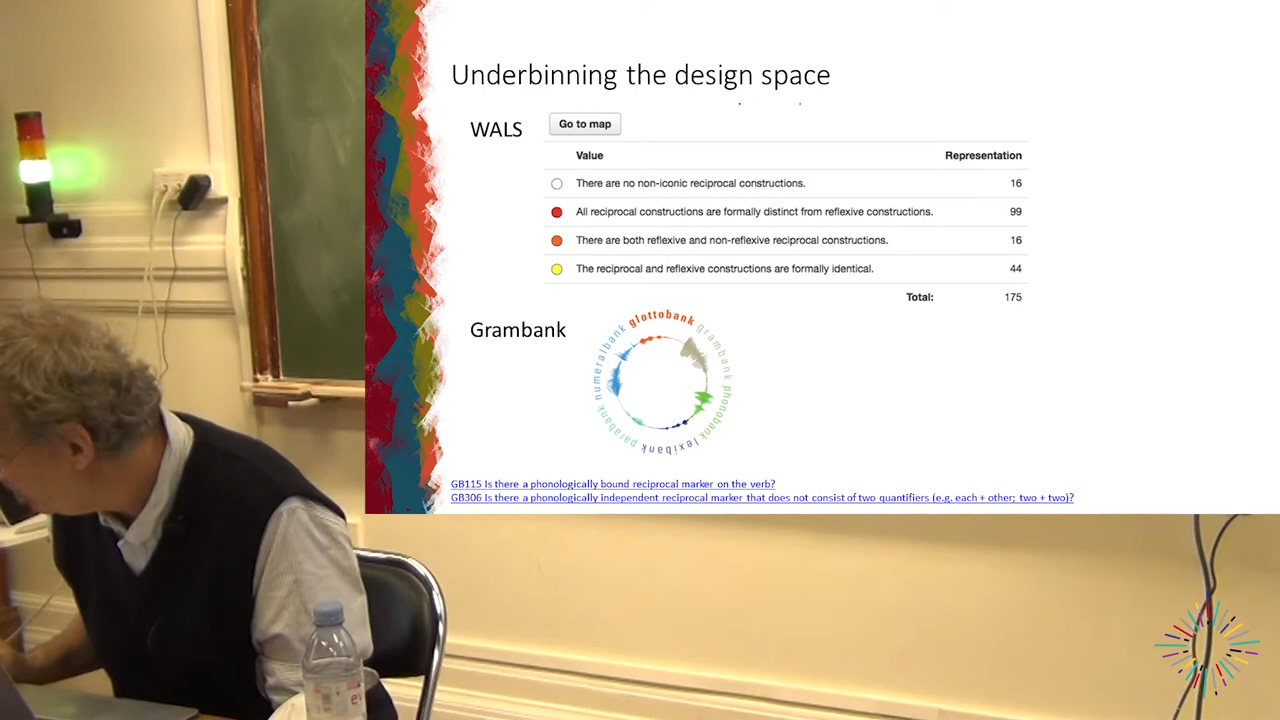 Underbinning the design space
WALS
Go to map
Value Representation
There are no non-iconic reciprocal constructions. 16
All reciprocal constructions are formally distinct from reflexive constructions. 99
There are both reflexive and non-reflexive reciprocal constructions. 16
The reciprocal and reflexive constructions are formally identical. 44
Total: 175
Grambank
glottobank
grambank
phonobank
lexibank
parabank
numeralbank
GB115 Is there a phonologically bound reciprocal marker on the verb?
GB306 Is there a phonologically independent reciprocal marker that does not consist of two quantifiers (e.g. each + other; two + two)?